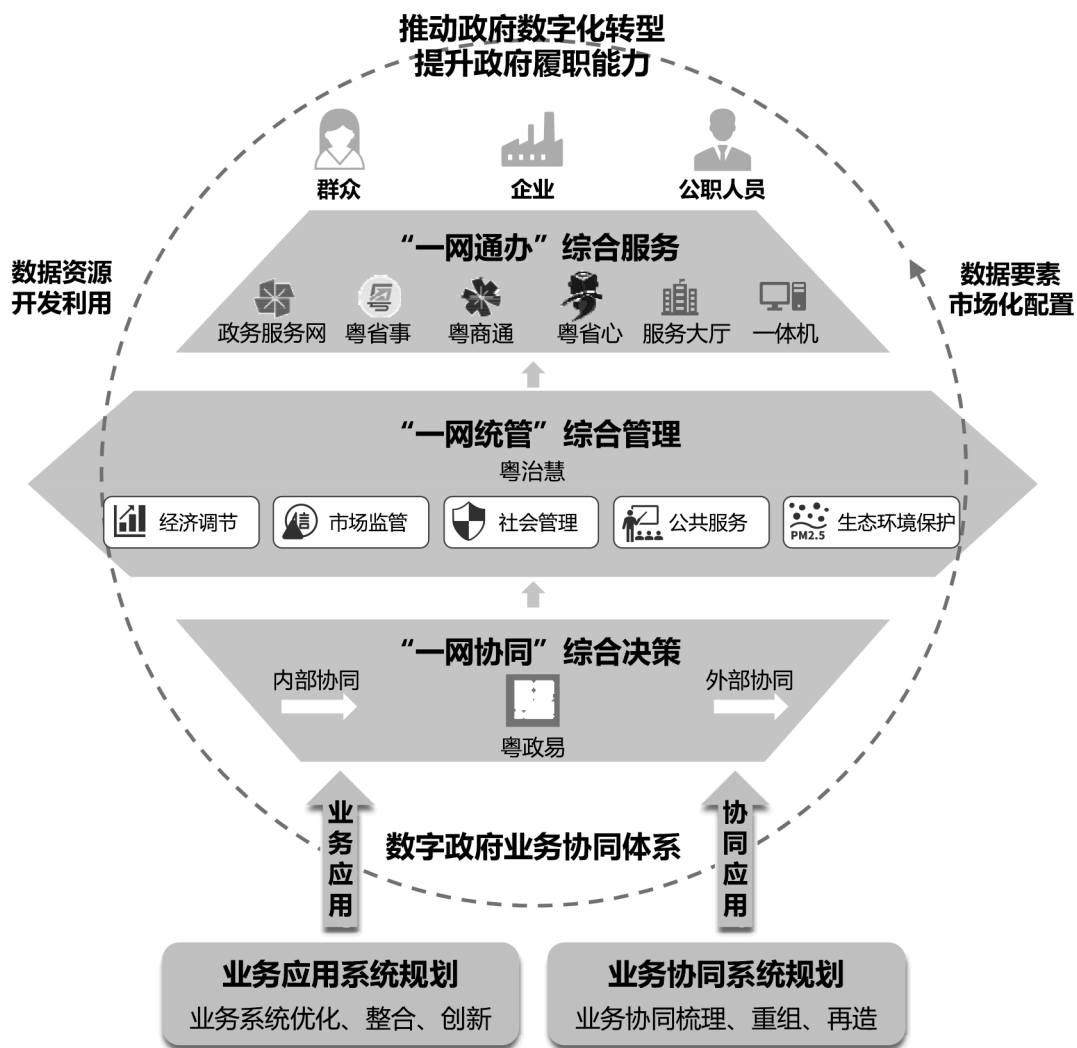 推动政府数字化转型
提升政府履职能力
群众
企业
公职人员
“一网通办”综合服务
数据资源
开发利用
数据要素
市场化配置
政务服务网
粤省事
粤商通
粤省心
服务大厅
一体机
“一网统管”综合管理
粤治慧
经济调节
信
市场监管
社会管理
公共服务
PM2.5
生态环境保护
“一网协同”综合决策
内部协同
外部协同
粤政易
业务应用
协同应用
数字政府业务协同体系
业务应用系统规划
业务系统优化、整合、创新
业务协同系统规划
业务协同梳理、重组、再造